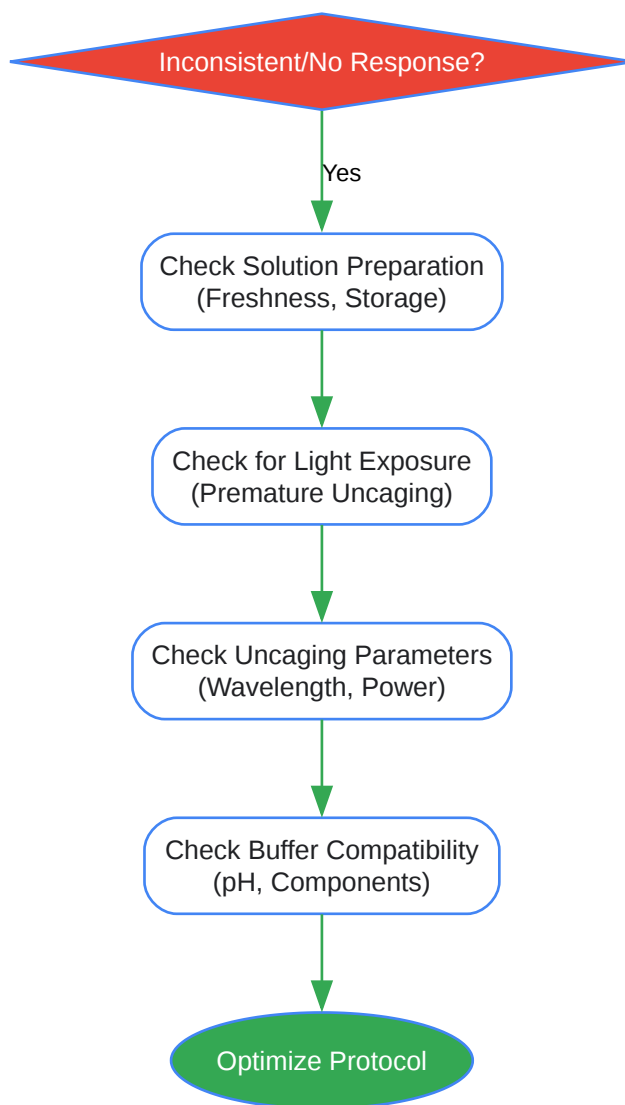 Inconsistent/No Response?
Yes
Check Solution Preparation
(Freshness, Storage)
Check for Light Exposure
(Premature Uncaging)
Check Uncaging Parameters
(Wavelength, Power)
Check Buffer Compatibility
(pH, Components)
Optimize Protocol